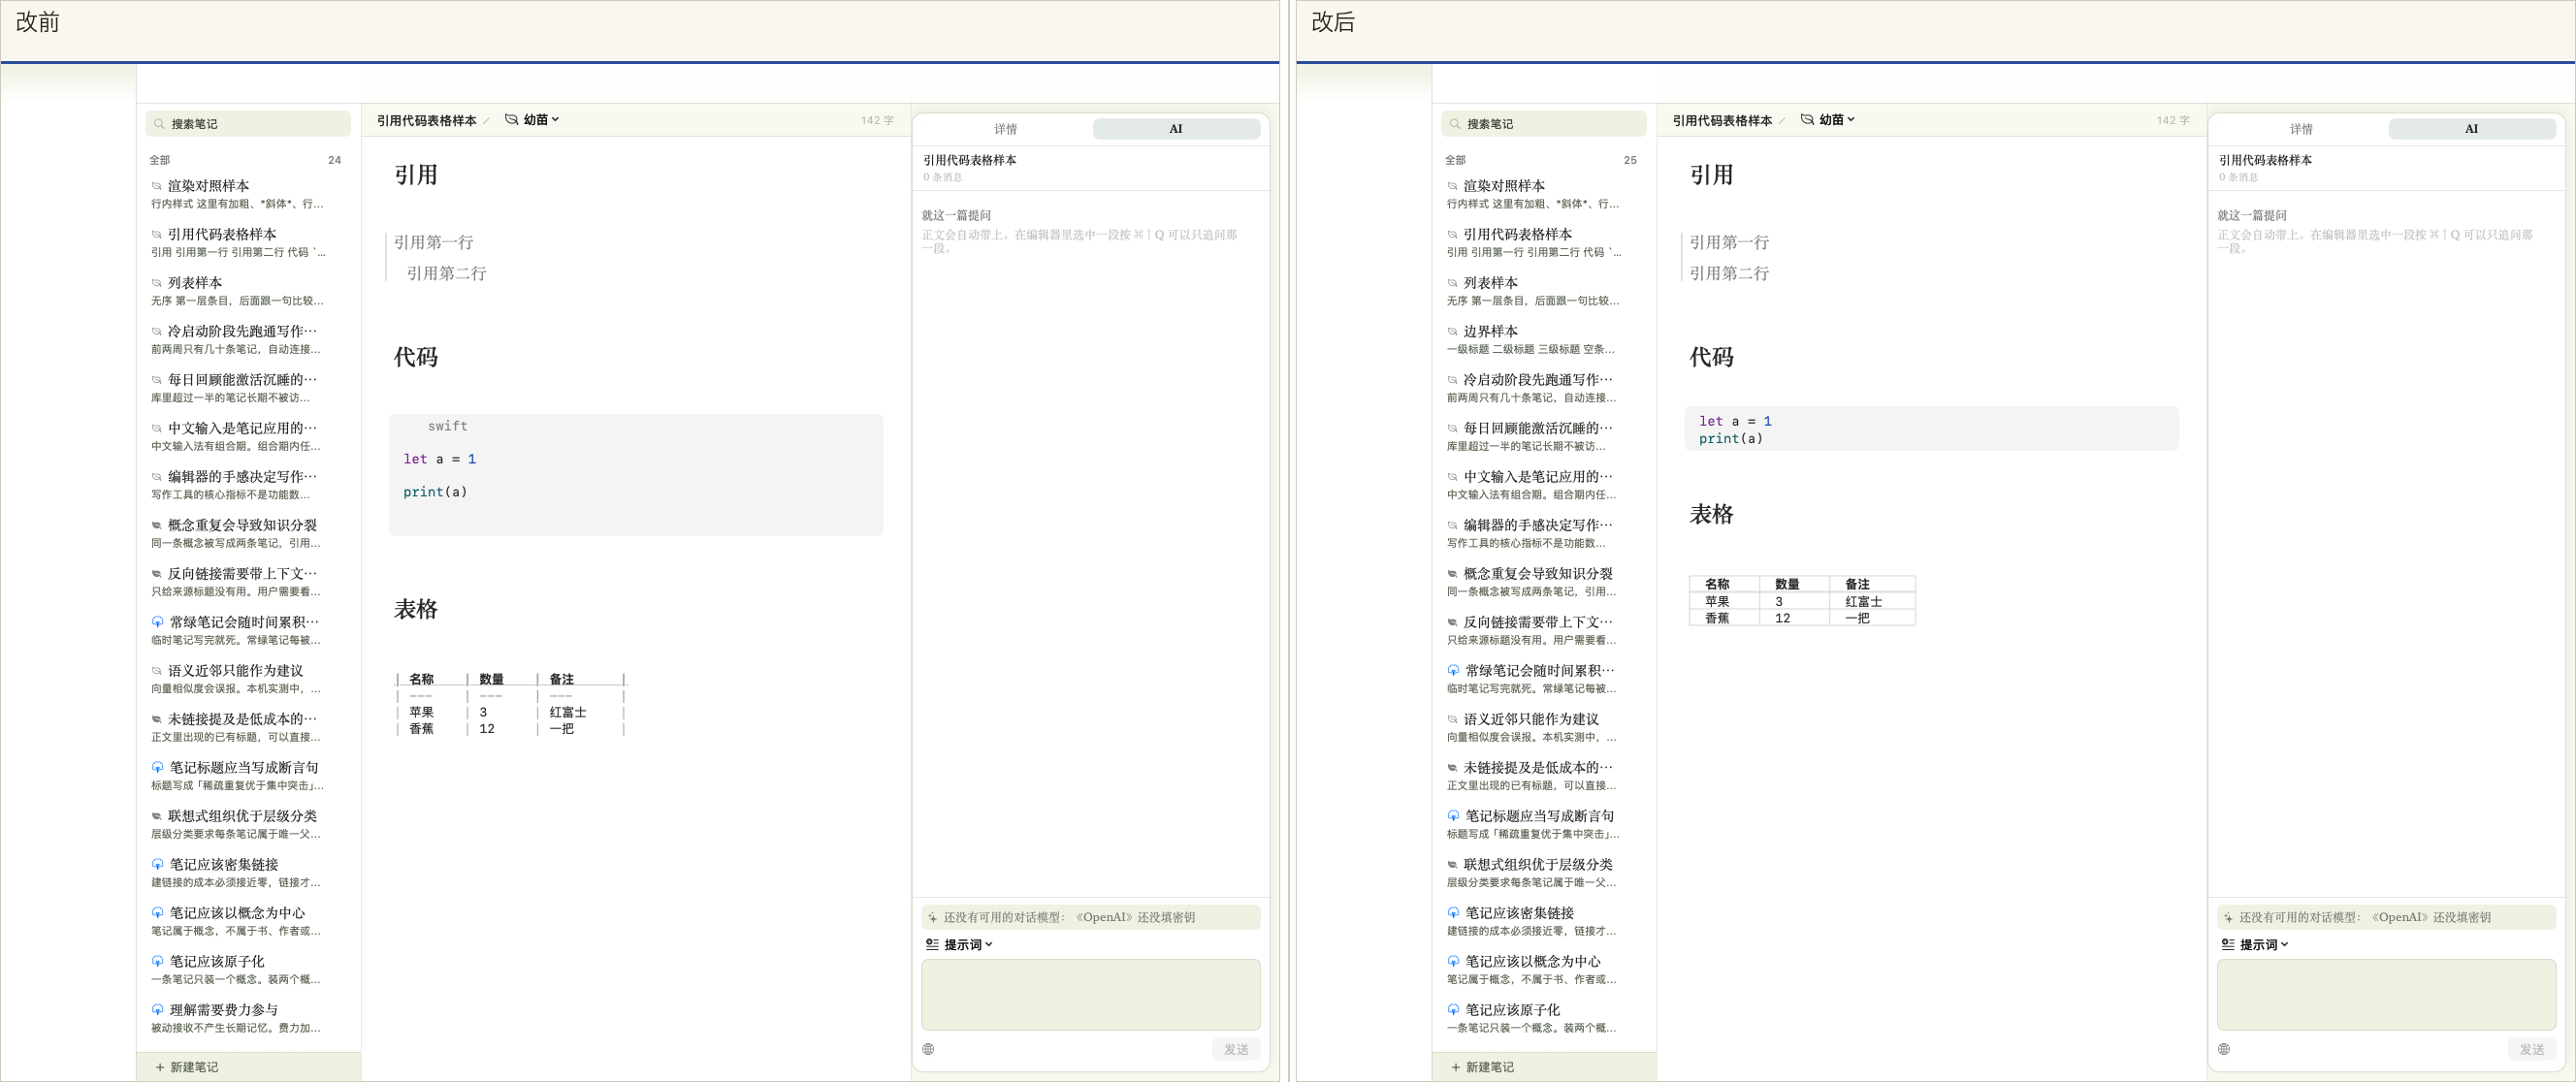 改前
搜索笔记
全部 24
渲染对照样本
行内样式 这里有加粗、*斜体*、行...
引用代码表格样本
引用 引用第一行 引用第二行 代码 `...
列表样本
无序 第一层条目，后面跟一句比较...
冷启动阶段先跑通写作...
前两周只有几十条笔记，自动连接...
每日回顾能激活沉睡的...
库里超过一半的笔记长期不被访...
中文输入是笔记应用的...
中文输入法有组合期。组合期内任...
编辑器的手感决定写作...
写作工具的核心指标不是功能数...
概念重复会导致知识分裂
同一条概念被写成两条笔记，引用...
反向链接需要带上下文...
只给来源标题没有用。用户需要看...
常绿笔记会随时间累积...
临时笔记写完就死。常绿笔记每被...
语义近邻只能作为建议
向量相似度会误报。本机实测中，...
未链接提及是低成本的...
正文里出现的已有标题，可以直接...
笔记标题应当写成断言句
标题写成「稀疏重复优于集中突击」...
联想式组织优于层级分类
层级分类要求每条笔记属于唯一父...
笔记应该密集链接
建链接的成本必须接近零，链接才...
笔记应该以概念为中心
笔记属于概念，不属于书、作者或...
笔记应该原子化
一条笔记只装一个概念。装两个概...
理解需要费力参与
被动接收不产生长期记忆。费力加...
+ 新建笔记
引用代码表格样本 / 幼苗 142 字
引用
引用第一行
引用第二行
代码
swift
let a = 1
print(a)
表格
| 名称 | 数量 | 备注 |
| --- | --- | --- |
| 苹果 | 3 | 红富士 |
| 香蕉 | 12 | 一把 |
详情 AI
引用代码表格样本
0 条消息
就这一篇提问
正文会自动带上。在编辑器里选中一段按 ⌘⇧Q 可以只追问那
一段。
还没有可用的对话模型：《OpenAI》还没填密钥
提示词
发送
改后
搜索笔记
全部 25
渲染对照样本
行内样式 这里有加粗、*斜体*、行...
引用代码表格样本
引用 引用第一行 引用第二行 代码 `...
列表样本
无序 第一层条目，后面跟一句比较...
边界样本
一级标题 二级标题 三级标题 空条...
冷启动阶段先跑通写作...
前两周只有几十条笔记，自动连接...
每日回顾能激活沉睡的...
库里超过一半的笔记长期不被访...
中文输入是笔记应用的...
中文输入法有组合期。组合期内任...
编辑器的手感决定写作...
写作工具的核心指标不是功能数...
概念重复会导致知识分裂
同一条概念被写成两条笔记，引用...
反向链接需要带上下文...
只给来源标题没有用。用户需要看...
常绿笔记会随时间累积...
临时笔记写完就死。常绿笔记每被...
语义近邻只能作为建议
向量相似度会误报。本机实测中，...
未链接提及是低成本的...
正文里出现的已有标题，可以直接...
笔记标题应当写成断言句
标题写成「稀疏重复优于集中突击」...
联想式组织优于层级分类
层级分类要求每条笔记属于唯一父...
笔记应该密集链接
建链接的成本必须接近零，链接才...
笔记应该以概念为中心
笔记属于概念，不属于书、作者或...
笔记应该原子化
一条笔记只装一个概念。装两个概...
+ 新建笔记
引用代码表格样本 / 幼苗 142 字
引用
引用第一行
引用第二行
代码
let a = 1
print(a)
表格
名称 数量 备注
苹果 3 红富士
香蕉 12 一把
详情 AI
引用代码表格样本
0 条消息
就这一篇提问
正文会自动带上。在编辑器里选中一段按 ⌘⇧Q 可以只追问那
一段。
还没有可用的对话模型：《OpenAI》还没填密钥
提示词
发送